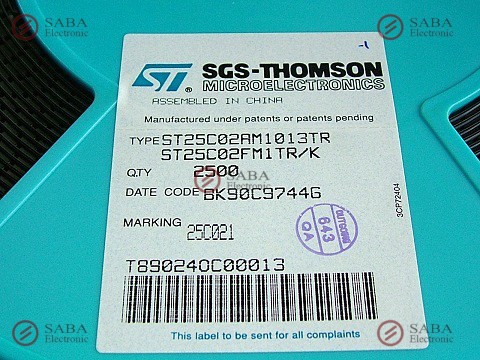 SABA
Electronic
SABA
Electronic
ST
SGS-THOMSON
MICROELECTRONICS
ASSEMBLED IN CHINA
Manufactured under patents or patents pending
TYPE ST25C02AM1013TR
ST25C02FM1TR/K
Q.TY 2500
SABA
Electronic
DATE CODE BK90C9744G
MARKING 25C021
OUTGOING
643
QA
3CP72404
T890240C00013
SABA
Electronic
SABA
Electronic
This label to be sent for all complaints